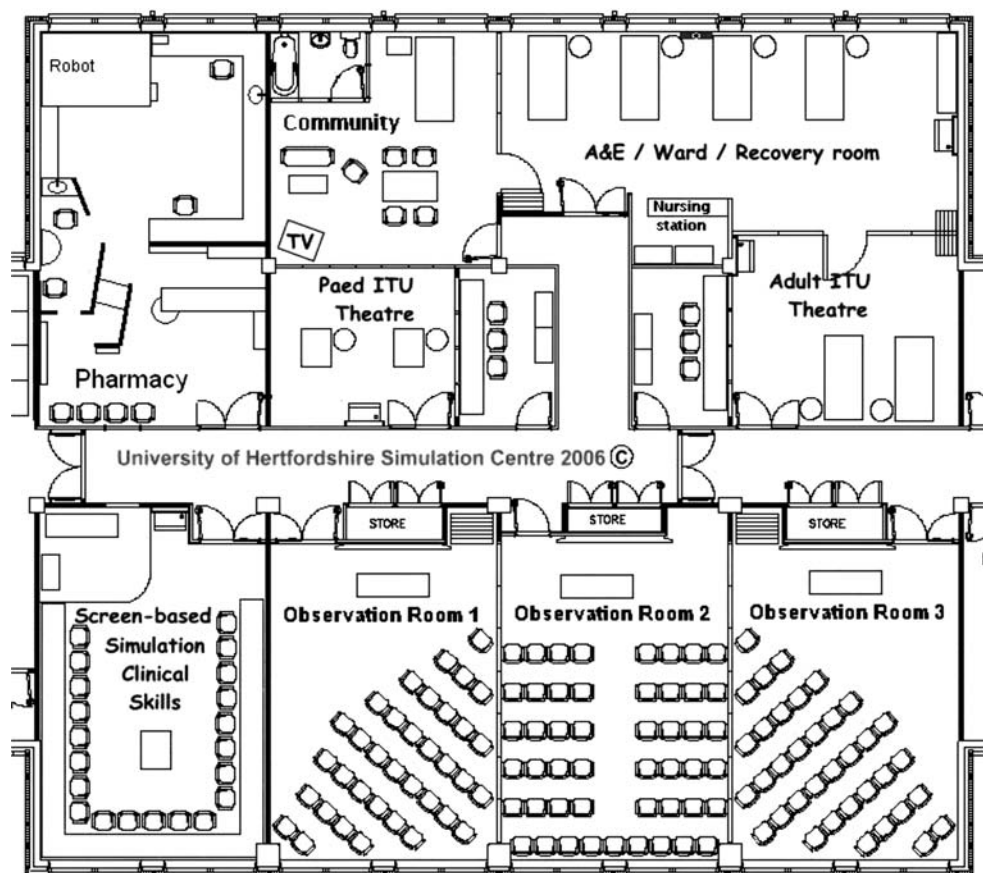 Robot
Community
A&E / Ward / Recovery room
Nursing
station
TV
Paed ITU
Theatre
Adult ITU
Theatre
Pharmacy
University of Hertfordshire Simulation Centre 2006 ©
STORE
STORE
STORE
Screen-based
Simulation
Clinical
Skills
Observation Room 1
Observation Room 2
Observation Room 3